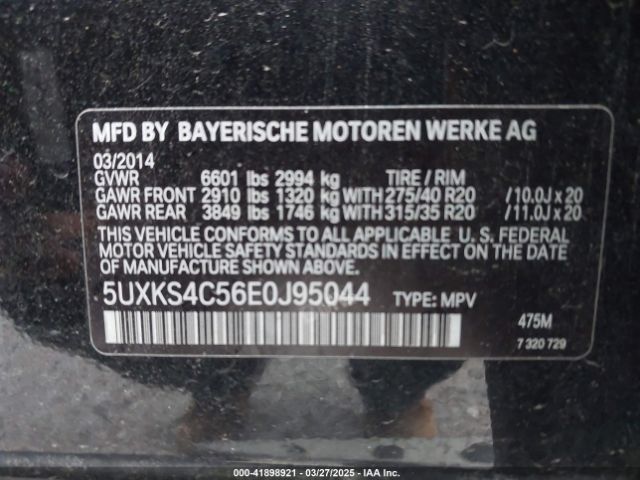 MFD BY BAYERISCHE MOTOREN WERKE AG
03/2014
GVWR 6601 lbs 2994 kg TIRE / RIM
GAWR FRONT 2910 lbs 1320 kg WITH 275/40 R20 /10.0J x 20
GAWR REAR 3849 lbs 1746 kg WITH 315/35 R20 /11.0J x 20
THIS VEHICLE CONFORMS TO ALL APPLICABLE U. S. FEDERAL
MOTOR VEHICLE SAFETY STANDARDS IN EFFECT ON THE DATE
OF MANUFACTURE SHOWN ABOVE.
5UXKS4C56E0J95044 TYPE: MPV
475M
7 320 729
000-41898921 | 03/27/2025 — IAA Inc.